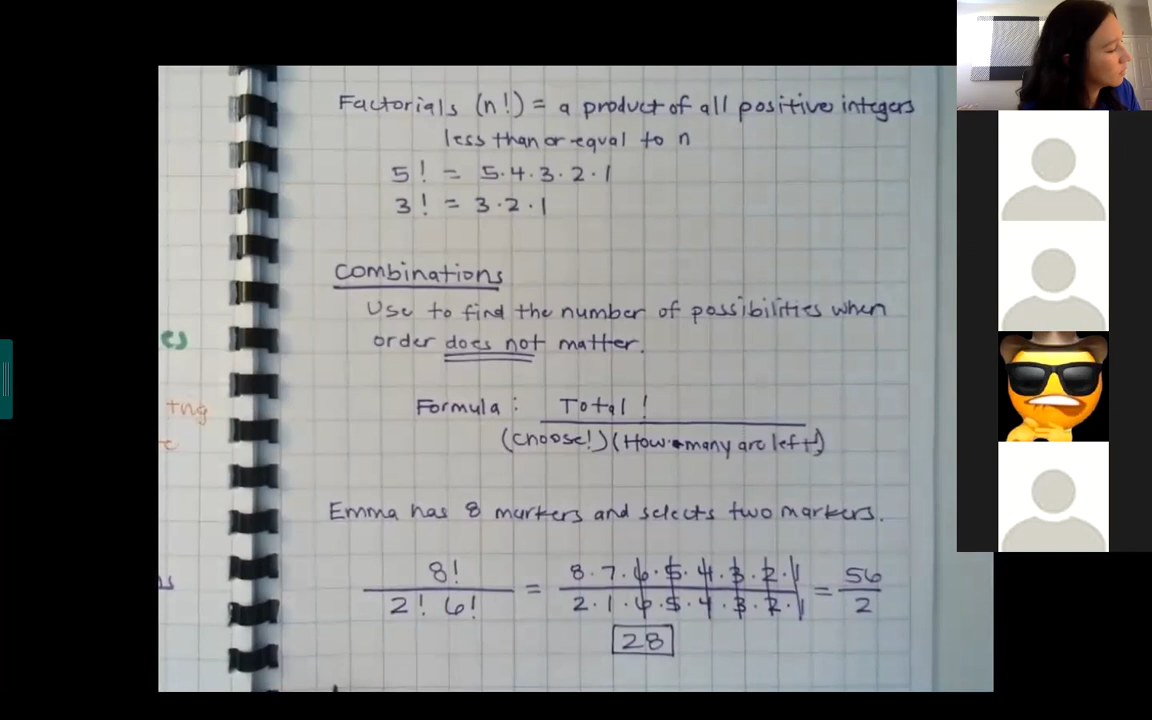 Factorials (n!) = a product of all positive integers
less than or equal to n
5! = 5·4·3·2·1
3! = 3·2·1
Combinations
Use to find the number of possibilities when
order does not matter.
Formula: Total!
(Choose!)(How many are left!)
Emma has 8 markers and selects two markers.
8! / 2! 6! = 8·7·6·5·4·3·2·1 / 2·1·6·5·4·3·2·1 = 56 / 2
28
es
tng